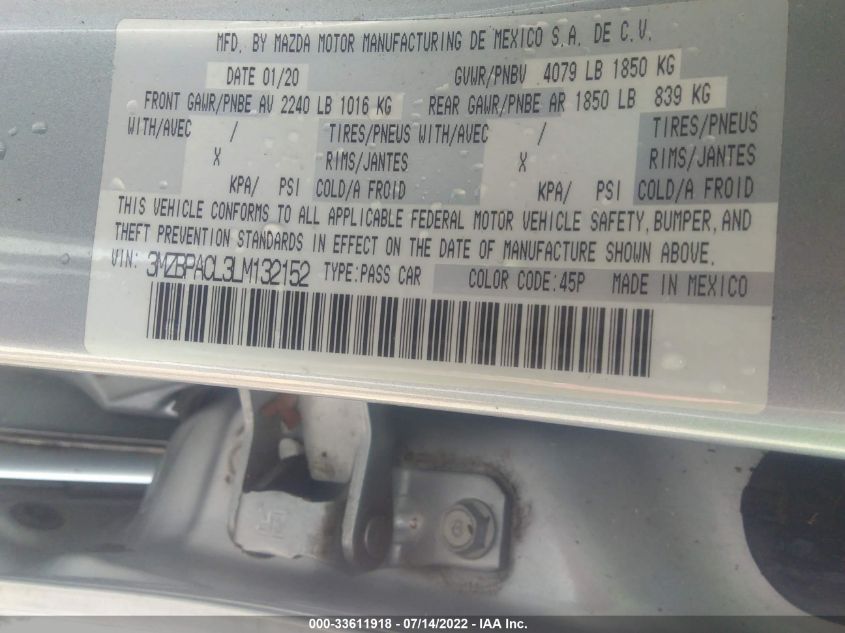 MFD. BY MAZDA MOTOR MANUFACTURING DE MEXICO S.A. DE C.V.
DATE 01/20 GVWR/PNBV 4079 LB 1850 KG
FRONT GAWR/PNBE AV 2240 LB 1016 KG REAR GAWR/PNBE AR 1850 LB 839 KG
WITH/AVEC / TIRES/PNEUS WITH/AVEC / TIRES/PNEUS
X RIMS/JANTES X RIMS/JANTES
KPA/ PSI COLD/A FROID KPA/ PSI COLD/A FROID
THIS VEHICLE CONFORMS TO ALL APPLICABLE FEDERAL MOTOR VEHICLE SAFETY, BUMPER, AND
THEFT PREVENTION STANDARDS IN EFFECT ON THE DATE OF MANUFACTURE SHOWN ABOVE.
VIN: 3MZBPACL3LM132152 TYPE:PASS CAR COLOR CODE:45P MADE IN MEXICO
000-33611918 - 07/14/2022 - IAA Inc.